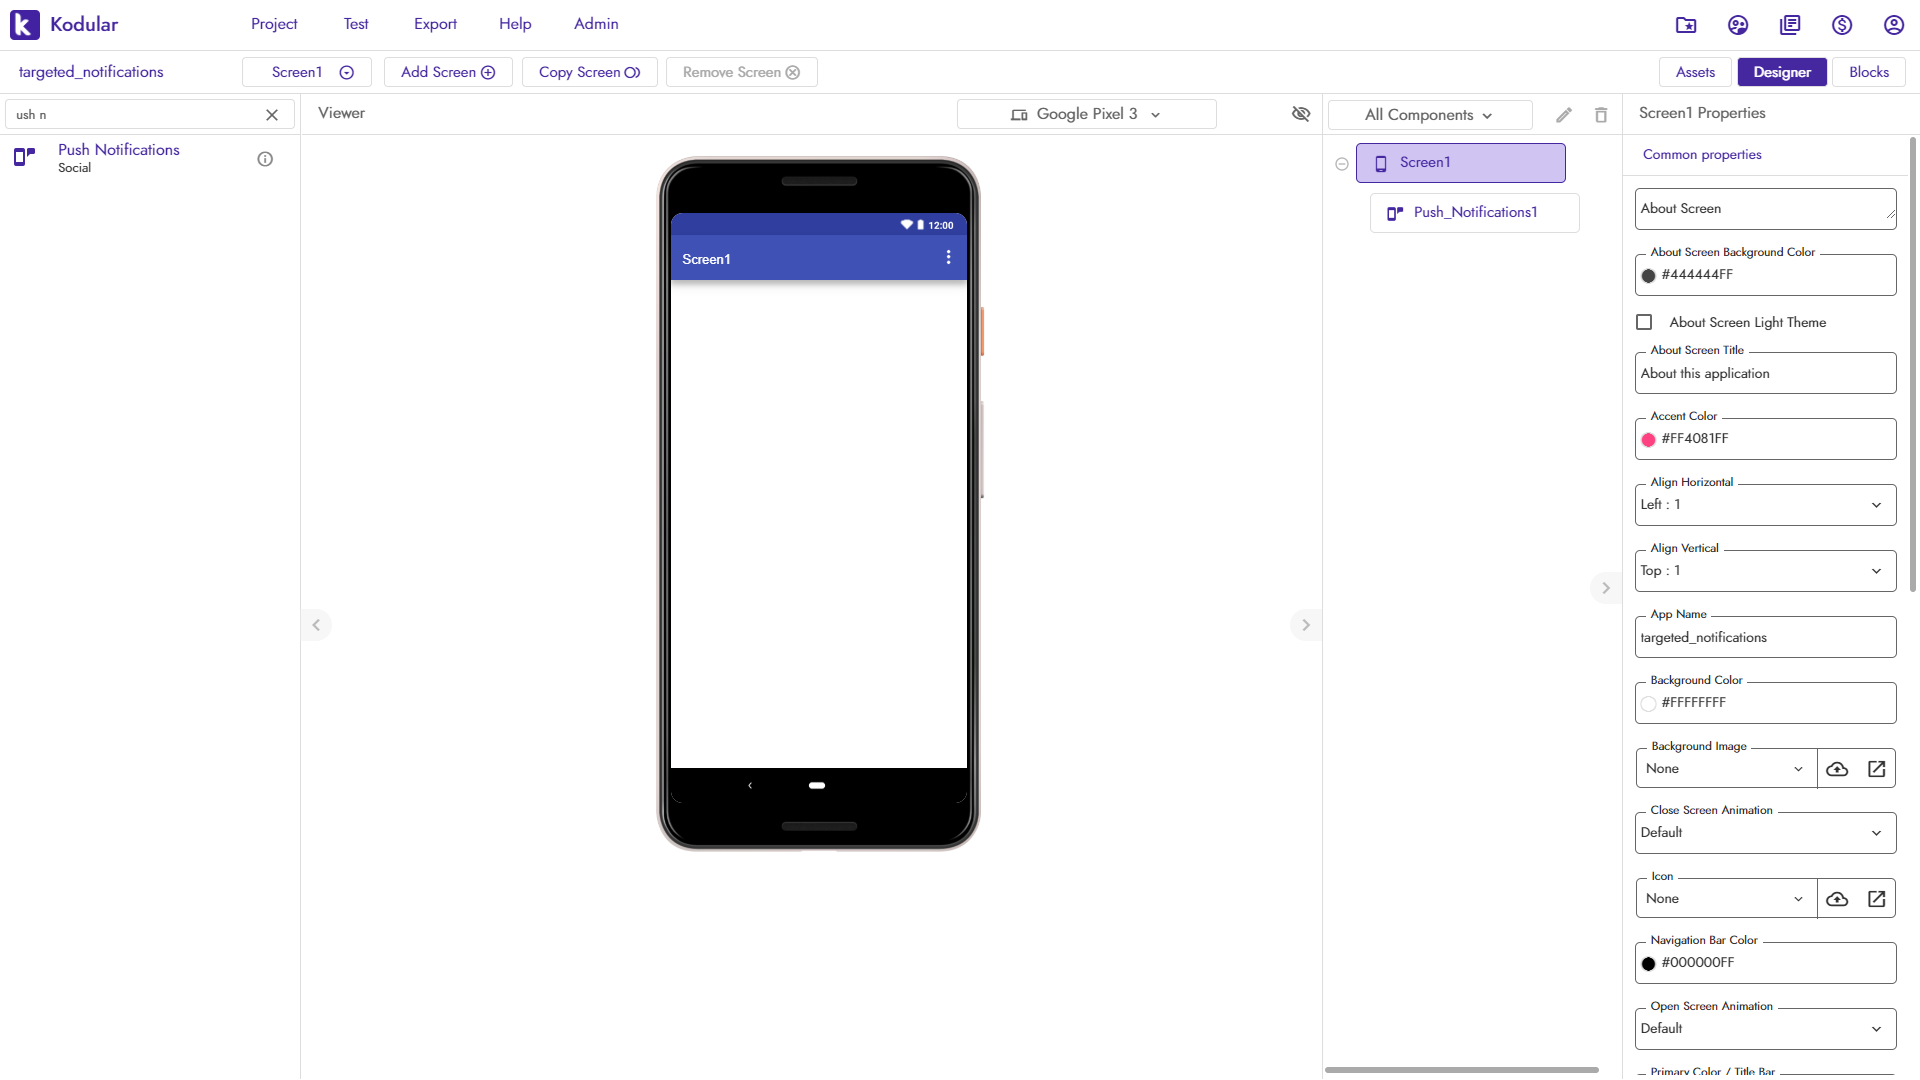 Kodular
Project
Test
Export
Help
Admin
targeted_notifications
Screen1
Add Screen
Copy Screen
Remove Screen
Assets
Designer
Blocks
ush n
Viewer
Google Pixel 3
All Components
Screen1 Properties
Push Notifications
Social
12:00
Screen1
Screen1
Push_Notifications1
Common properties
About Screen
About Screen Background Color
#444444FF
About Screen Light Theme
About Screen Title
About this application
Accent Color
#FF4081FF
Align Horizontal
Left : 1
Align Vertical
Top : 1
App Name
targeted_notifications
Background Color
#FFFFFFFF
Background Image
None
Close Screen Animation
Default
Icon
None
Navigation Bar Color
#000000FF
Open Screen Animation
Default
Primary Color / Title Bar